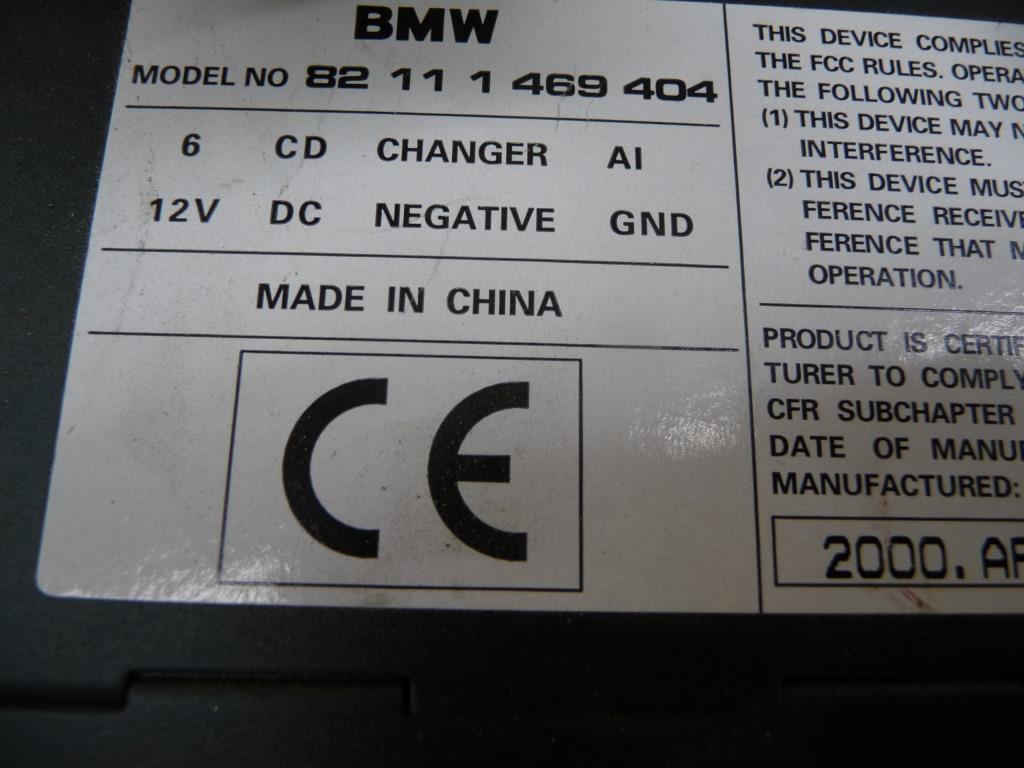 BMW
MODEL NO 82 11 1 469 404
6 CD CHANGER AI
12V DC NEGATIVE GND
MADE IN CHINA
CE
THIS DEVICE COMPLIES
THE FCC RULES. OPERA
THE FOLLOWING TWO
(1) THIS DEVICE MAY N
INTERFERENCE.
(2) THIS DEVICE MUS
FERENCE RECEIVE
FERENCE THAT M
OPERATION.
PRODUCT IS CERTIF
TURER TO COMPLY
CFR SUBCHAPTER
DATE OF MANU
MANUFACTURED:
2000. AP